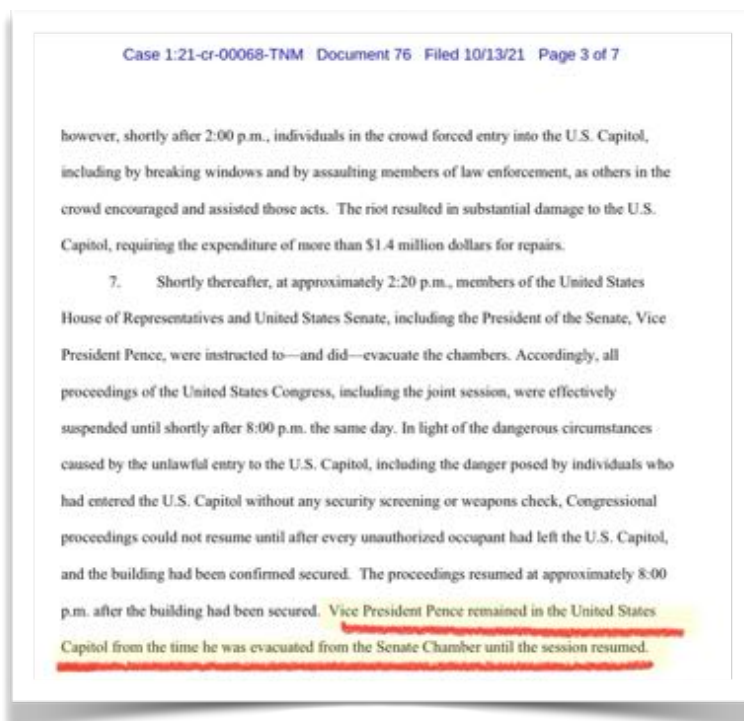 Case 1:21-cr-00068-TNM Document 76 Filed 10/13/21 Page 3 of 7
however, shortly after 2:00 p.m., individuals in the crowd forced entry into the U.S. Capitol,
including by breaking windows and by assaulting members of law enforcement, as others in the
crowd encouraged and assisted those acts. The riot resulted in substantial damage to the U.S.
Capitol, requiring the expenditure of more than $1.4 million dollars for repairs.
7. Shortly thereafter, at approximately 2:20 p.m., members of the United States
House of Representatives and United States Senate, including the President of the Senate, Vice
President Pence, were instructed to—and did—evacuate the chambers. Accordingly, all
proceedings of the United States Congress, including the joint session, were effectively
suspended until shortly after 8:00 p.m. the same day. In light of the dangerous circumstances
caused by the unlawful entry to the U.S. Capitol, including the danger posed by individuals who
had entered the U.S. Capitol without any security screening or weapons check, Congressional
proceedings could not resume until after every unauthorized occupant had left the U.S. Capitol,
and the building had been confirmed secured. The proceedings resumed at approximately 8:00
p.m. after the building had been secured. Vice President Pence remained in the United States
Capitol from the time he was evacuated from the Senate Chamber until the session resumed.